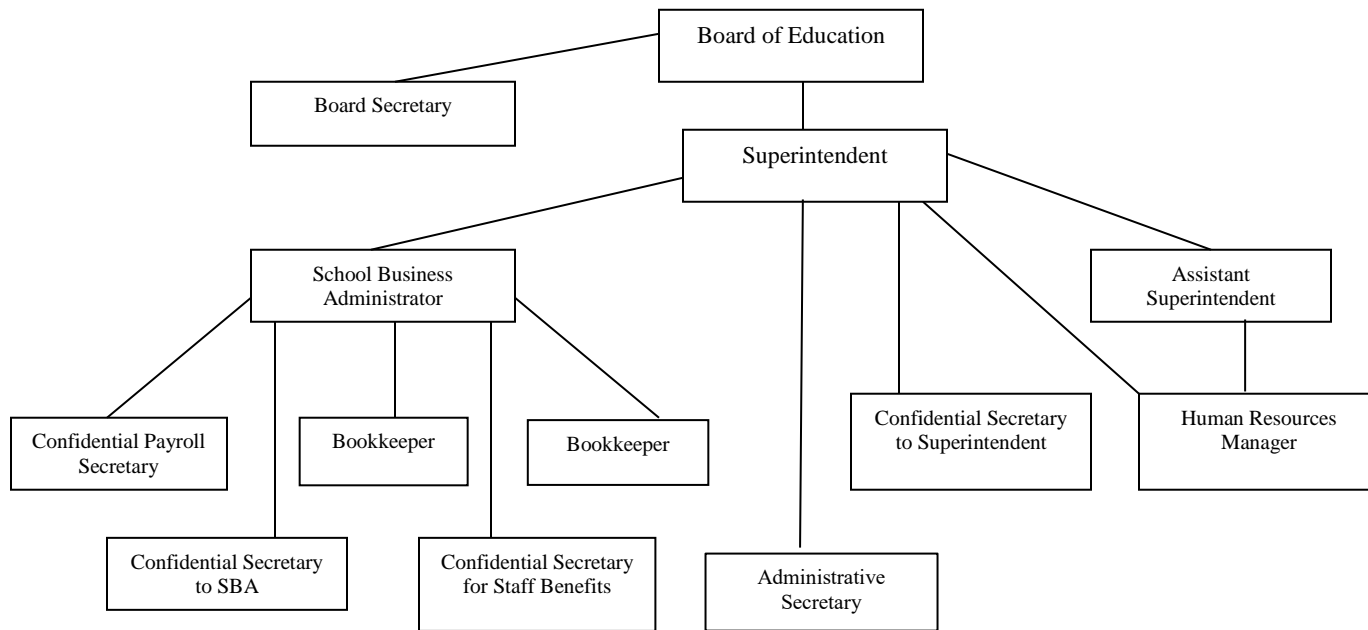 Board of Education
Board Secretary
Superintendent
School Business
Administrator
Assistant
Superintendent
Confidential Payroll
Secretary
Bookkeeper
Bookkeeper
Confidential Secretary
to Superintendent
Human Resources
Manager
Confidential Secretary
to SBA
Confidential Secretary
for Staff Benefits
Administrative
Secretary